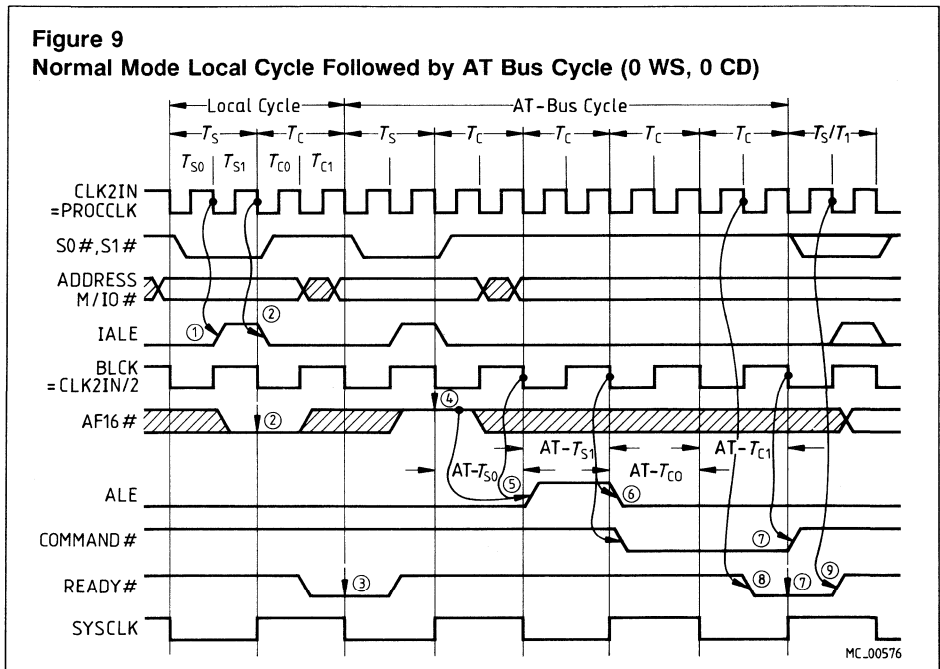 Figure 9
Normal Mode Local Cycle Followed by AT Bus Cycle (0 WS, 0 CD)
Local Cycle AT-Bus Cycle
TS TC TS TC TC TC TC TS/T1
TS0 TS1 TC0 TC1
CLK2IN
=PROCCLK
S0#,S1#
ADDRESS
M/IO#
② 
① IALE
BLCK
=CLK2IN/2
④
AF16# ②
AT-TS1 AT-TC1
AT-TS0 AT-TC0
ALE ⑤ ⑥
COMMAND# ⑦
READY# ③ ⑧ ⑦ ⑨
SYSCLK
MC_00576